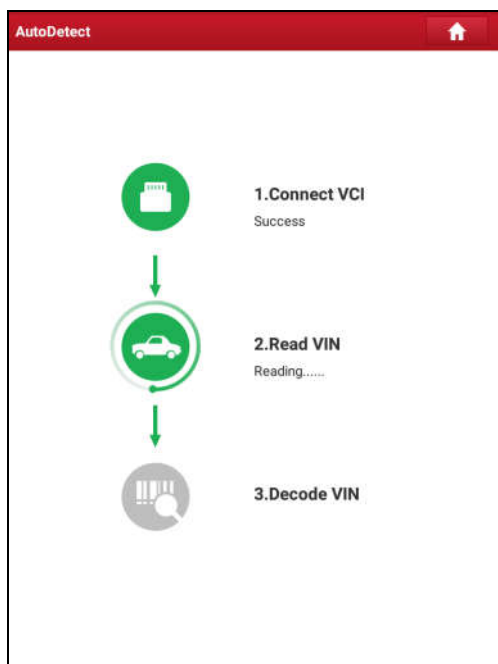 AutoDetect
1.Connect VCI
Success
2.Read VIN
Reading......
3.Decode VIN